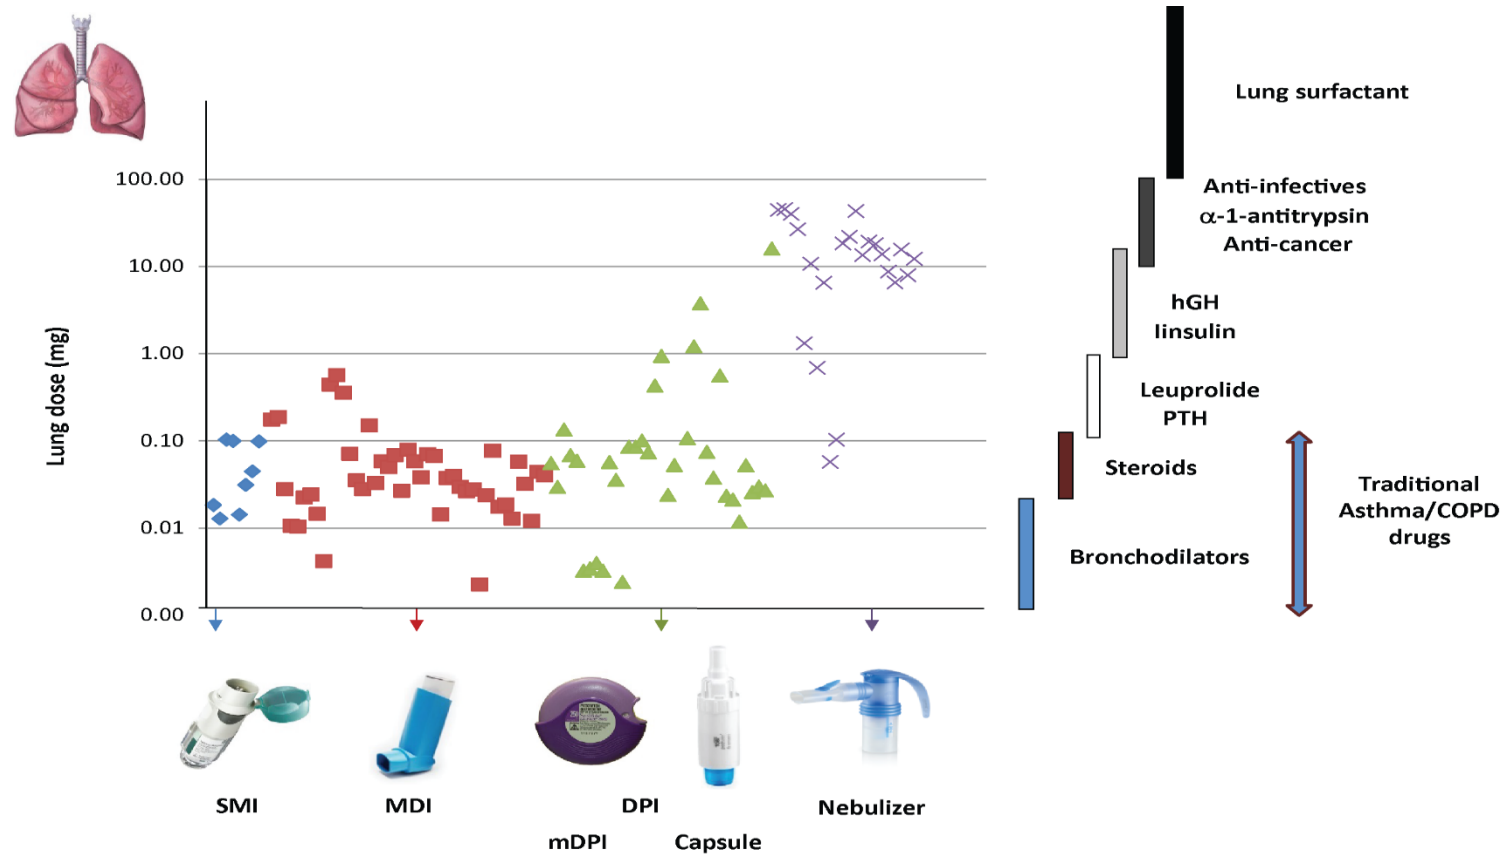 Lung surfactant
100.00
Anti-infectives
α-1-antitrypsin
Anti-cancer
10.00
hGH
Iinsulin
Lung dose (mg)
1.00
Leuprolide
PTH
0.10
Steroids
Traditional
Asthma/COPD
drugs
0.01
Bronchodilators
0.00
SMI
MDI
DPI
Nebulizer
mDPI
Capsule